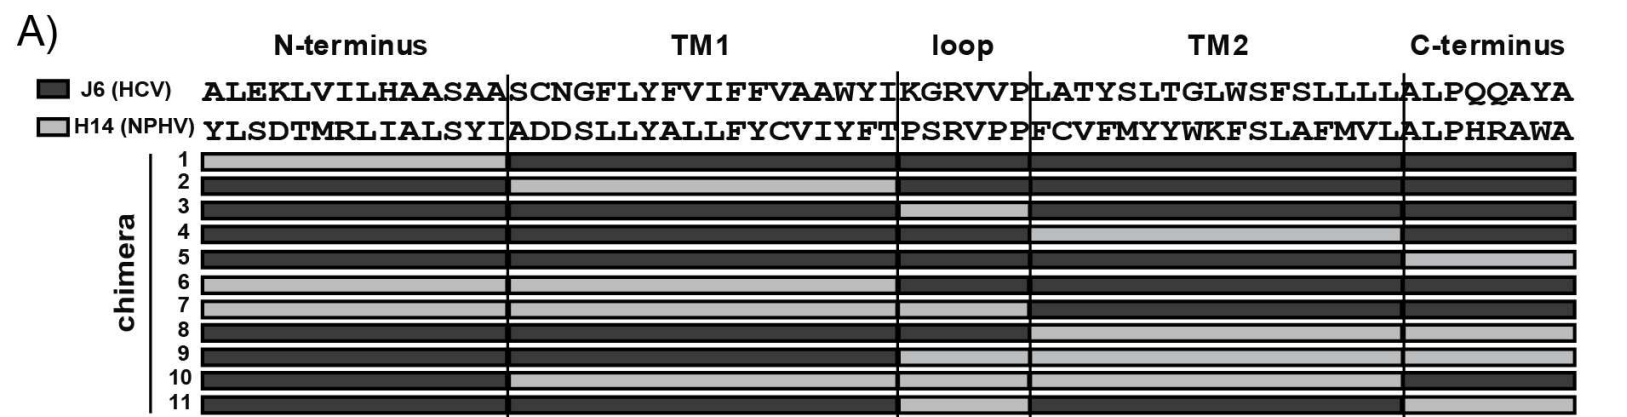 A)
N-terminus TM1 loop TM2 C-terminus
J6 (HCV) ALEKLVILHAASAASCNGFLYFVIFFVAAWYIKGRVVPLATYSLTGLWSFSLLLLALPQQAYA
H14 (NPHV) YLSDTMRLIALSYIADDSLLYALLFYCVIYFTPSRVPPFCVFMYYWKFSLAFMVLALPHRAWA
chimera
1
2
3
4
5
6
7
8
9
10
11